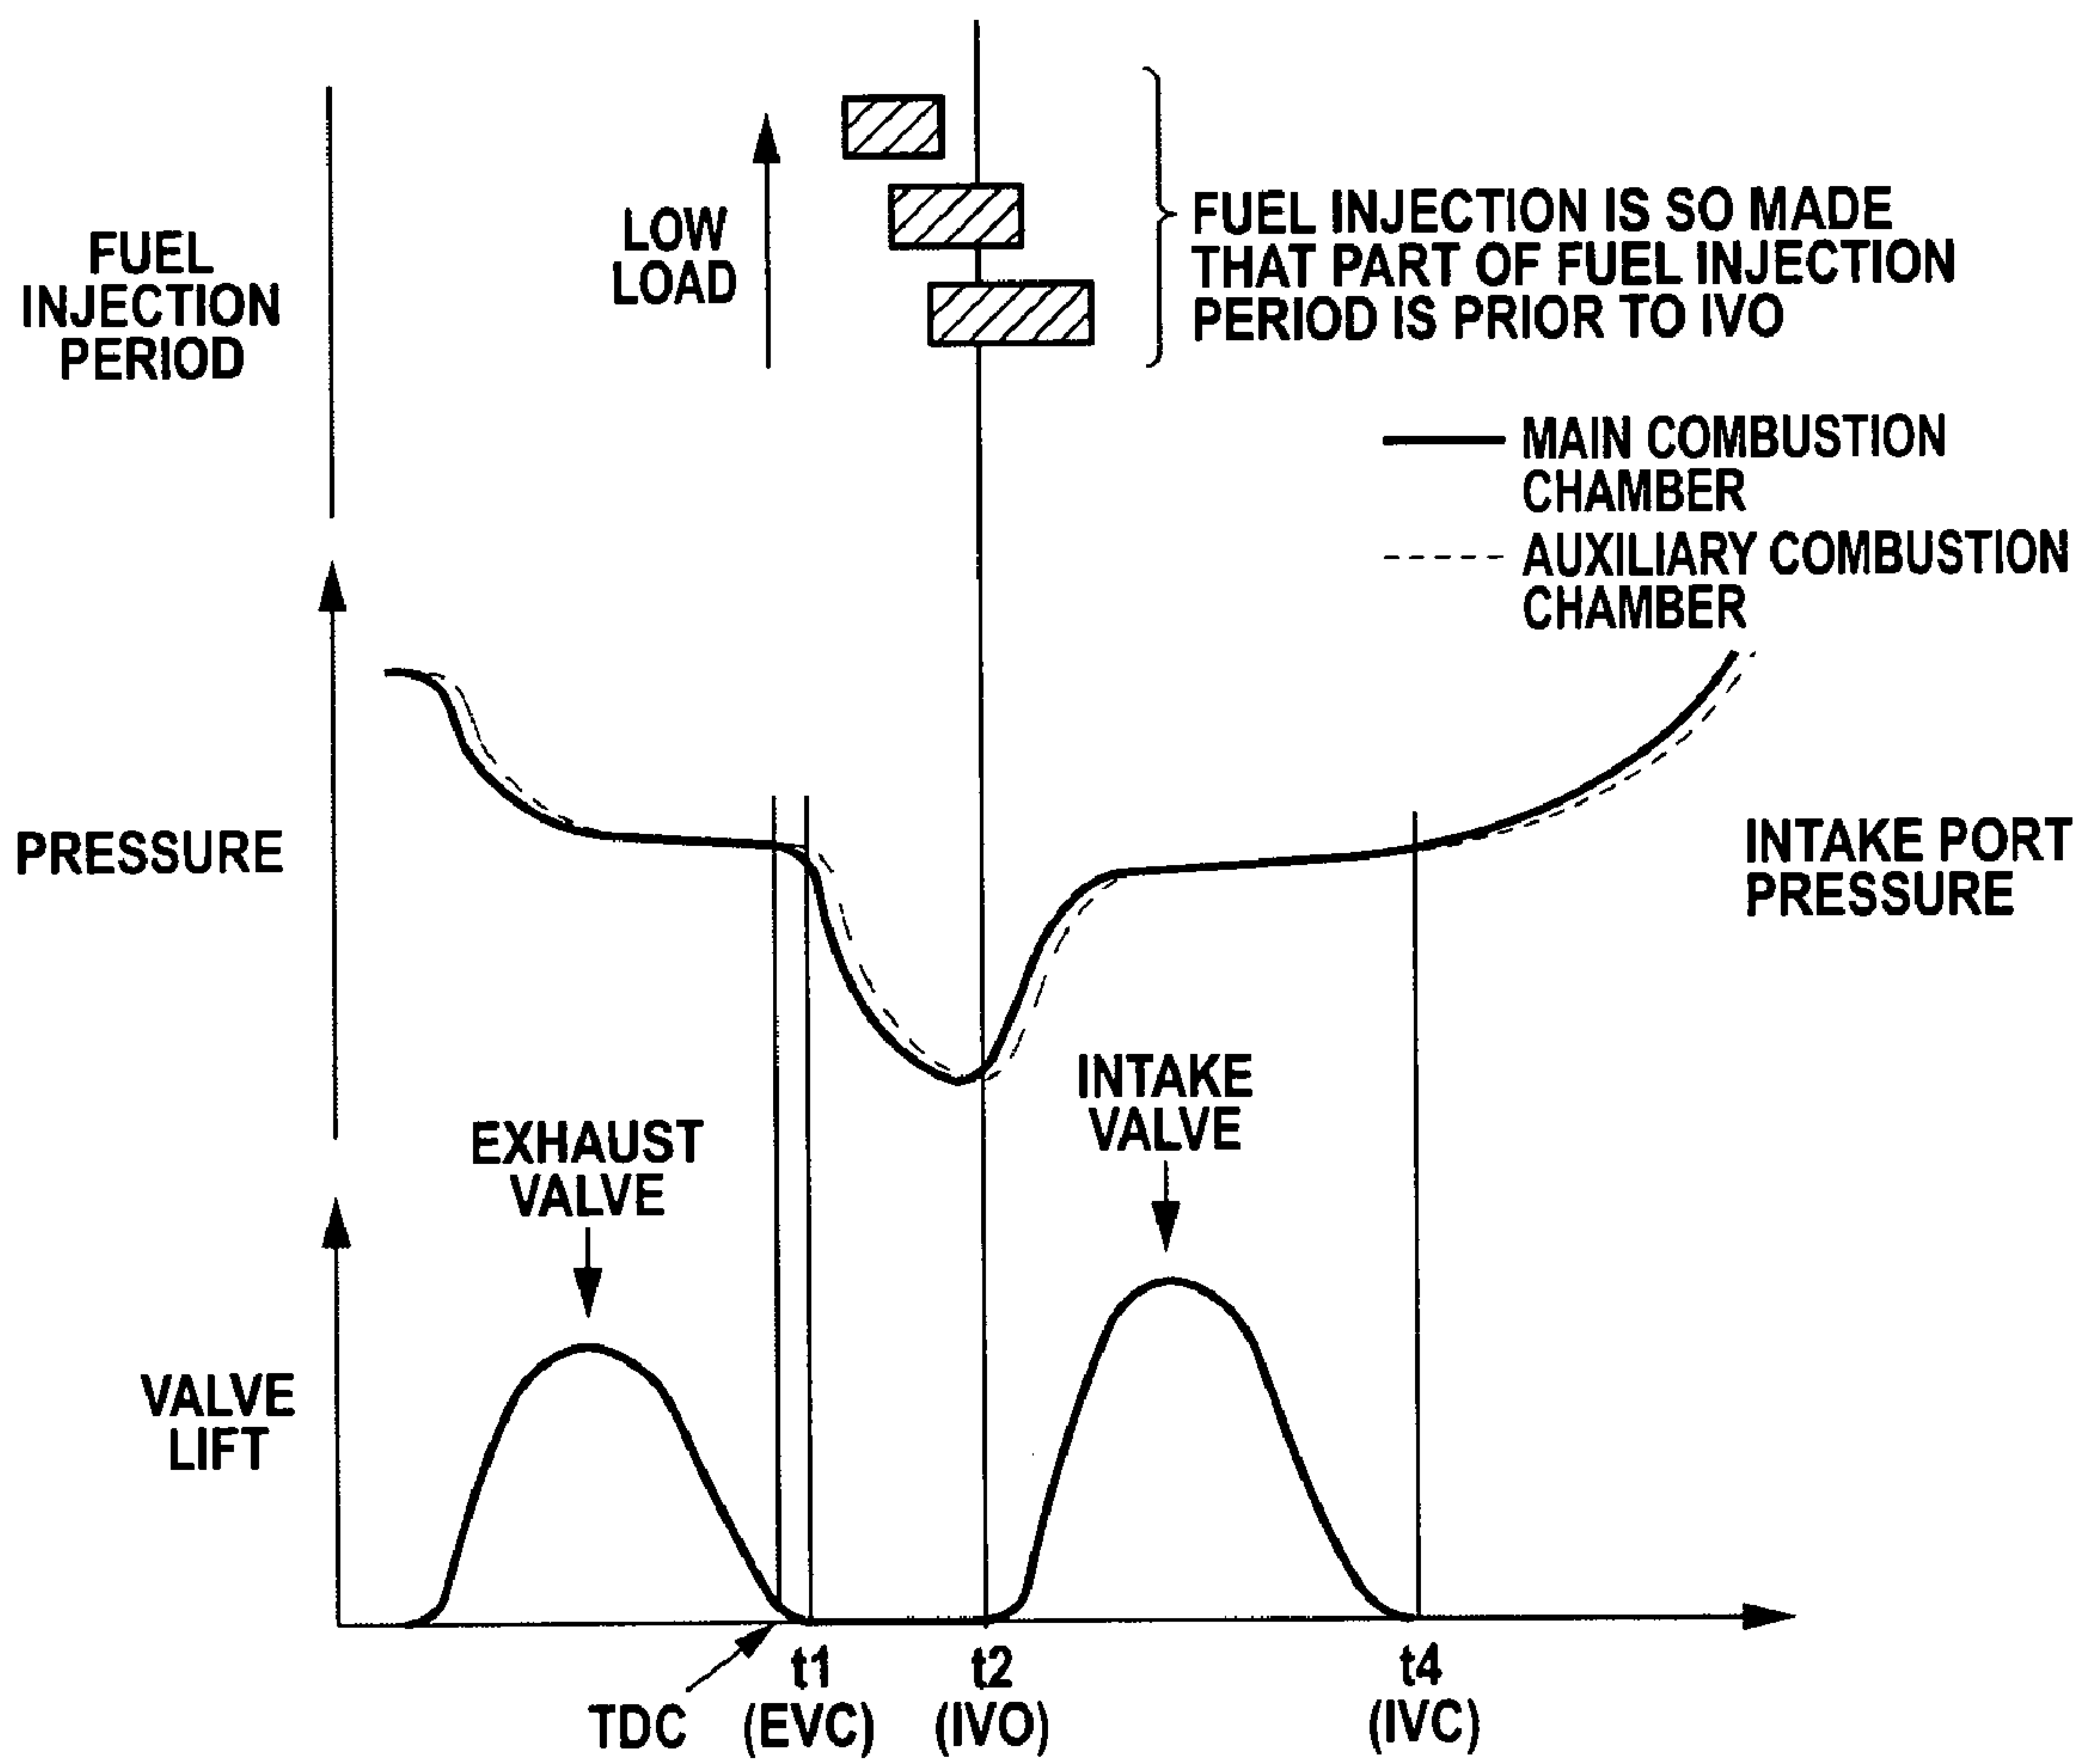 FUEL
INJECTION
PERIOD
LOW
LOAD
FUEL INJECTION IS SO MADE
THAT PART OF FUEL INJECTION
PERIOD IS PRIOR TO IVO
MAIN COMBUSTION
CHAMBER
AUXILIARY COMBUSTION
CHAMBER
PRESSURE
INTAKE PORT
PRESSURE
EXHAUST
VALVE
INTAKE
VALVE
VALVE
LIFT
TDC
t1
(EVC)
t2
(IVO)
t4
(IVC)